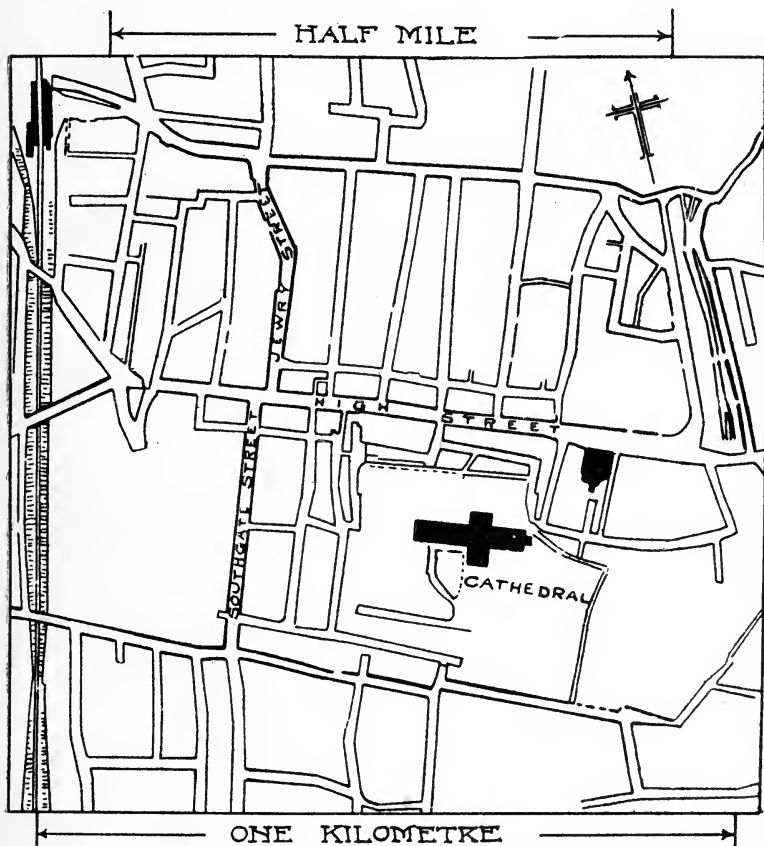 HALF MILE
JEWRY STREET
HIGH STREET
SOUTHGATE STREET
CATHEDRAL
ONE KILOMETRE